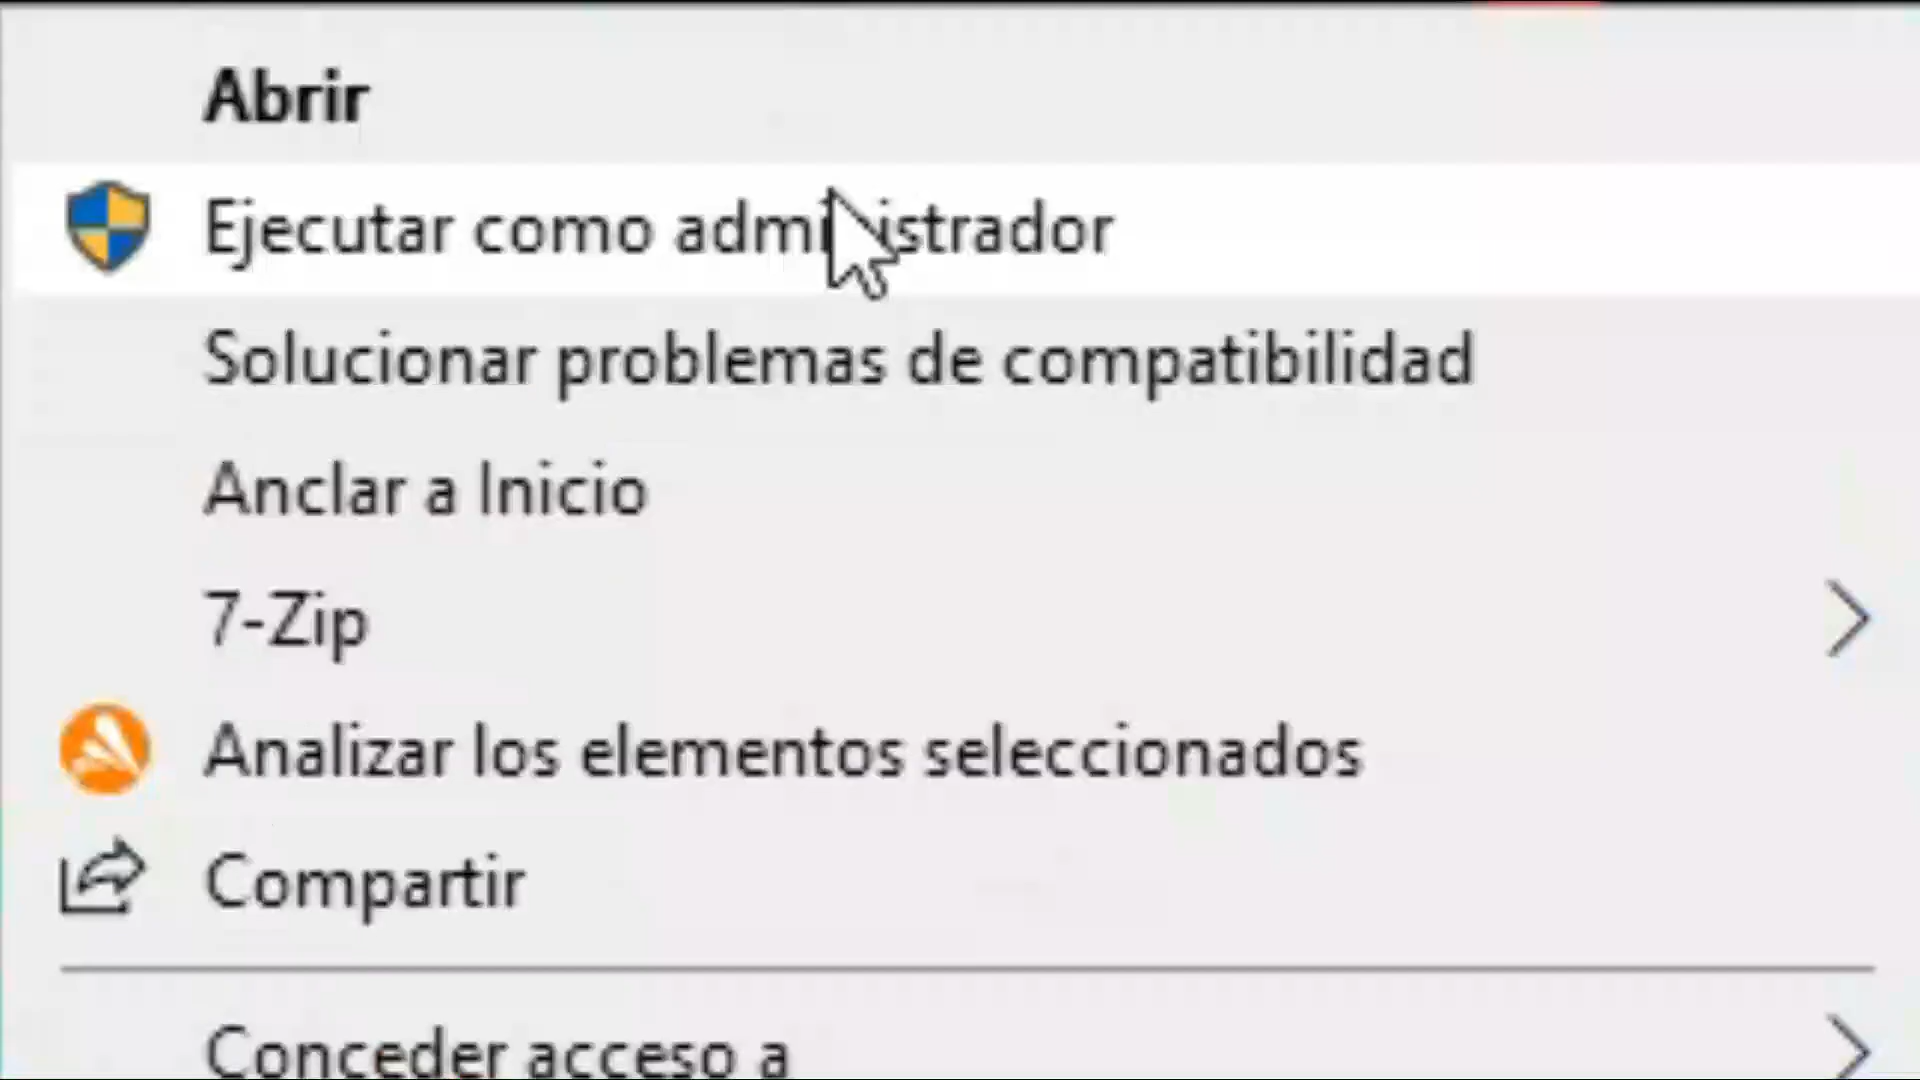 Abrir
Ejecutar como administrador
Solucionar problemas de compatibilidad
Anclar a Inicio
7-Zip
Analizar los elementos seleccionados
Compartir
Conceder acceso a